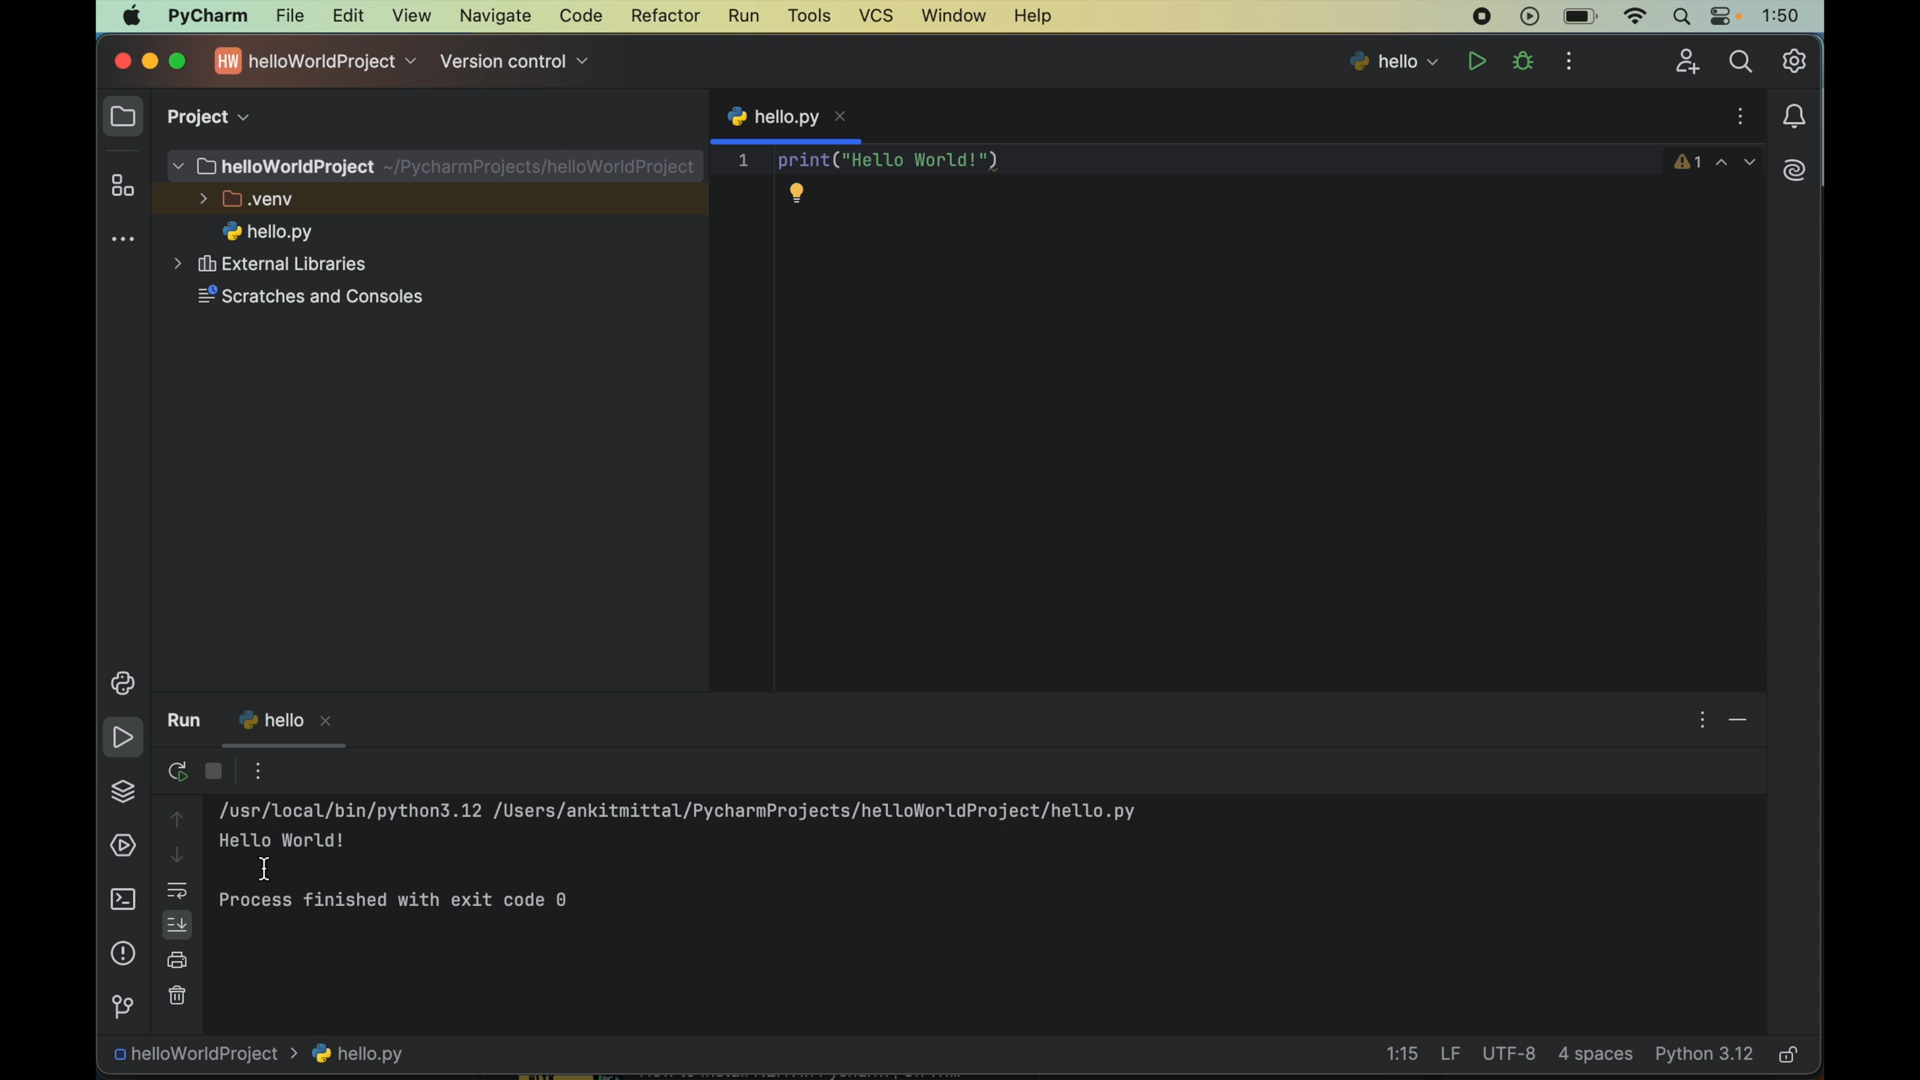 PyCharm File Edit View Navigate Code Refactor Run Tools VCS Window Help 1:50
HW helloWorldProject Version control hello
Project hello.py
helloWorldProject ~/PycharmProjects/helloWorldProject
1 print("Hello World!") 1
.venv
hello.py
External Libraries
Scratches and Consoles
Run hello
/usr/local/bin/python3.12 /Users/ankitmittal/PycharmProjects/helloWorldProject/hello.py
Hello World!
Process finished with exit code 0
helloWorldProject > hello.py 1:15 LF UTF-8 4 spaces Python 3.12